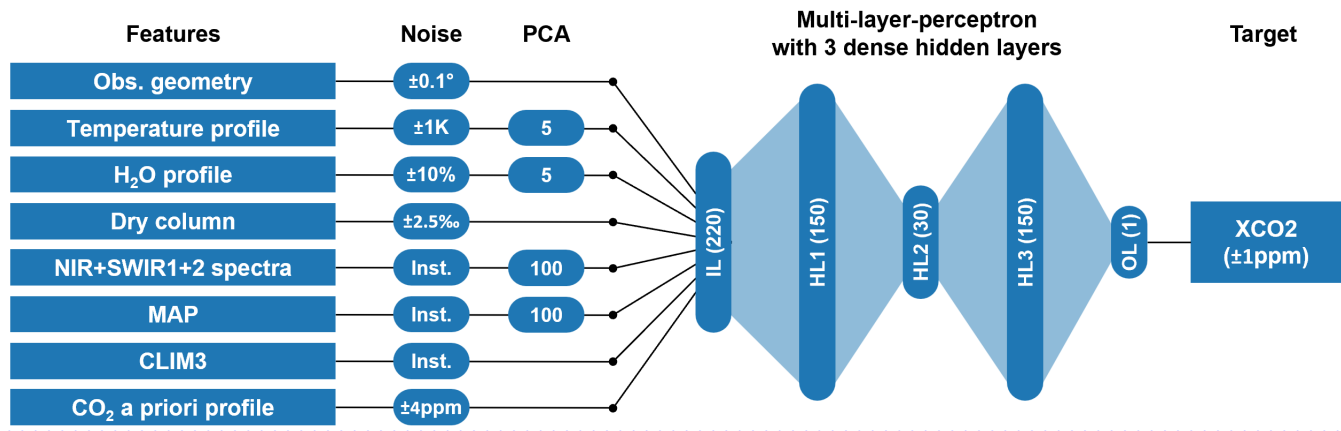 Features Noise PCA Multi-layer-perceptron with 3 dense hidden layers Target
Obs. geometry ±0.1°
Temperature profile ±1K 5
H₂O profile ±10% 5
Dry column ±2.5‰
NIR+SWIR1+2 spectra Inst. 100
MAP Inst. 100
CLIM3 Inst.
CO₂ a priori profile ±4ppm
IL (220)
HL1 (150)
HL2 (30)
HL3 (150)
OL (1)
XCO2
(±1ppm)